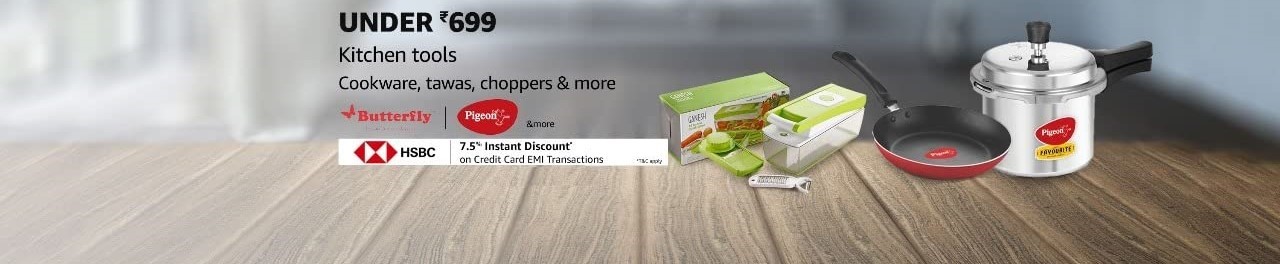 UNDER ₹699
Kitchen tools
Cookware, tawas, choppers & more
Butterfly
Pigeon
&more
HSBC
7.5% Instant Discount*
on Credit Card EMI Transactions
*T&C apply
GANESH
Pigeon
Pigeon
FAVOURITE